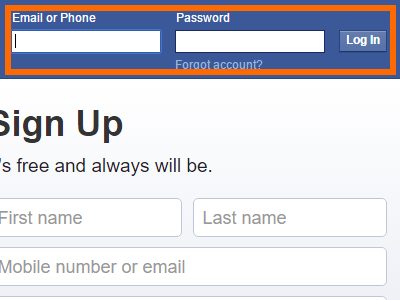 Email or Phone Password
Log In
Forgot account?
Sign Up
's free and always will be.
First name Last name
Mobile number or email